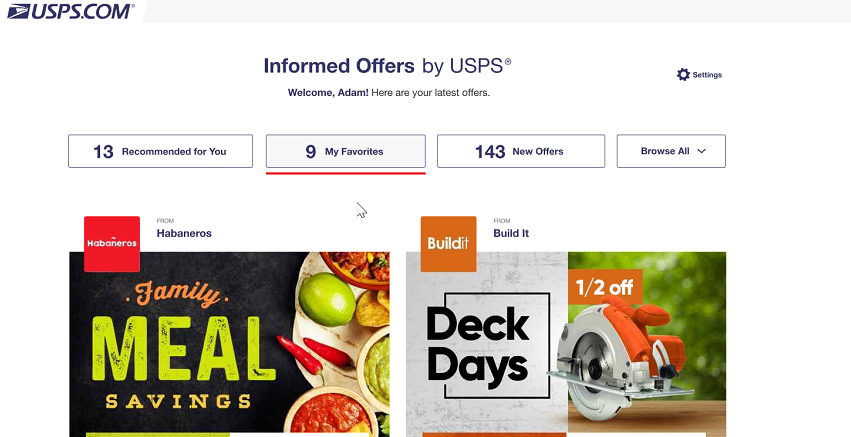 USPS.COM®
Informed Offers by USPS®
Settings
Welcome, Adam! Here are your latest offers.
13 Recommended for You
9 My Favorites
143 New Offers
Browse All
FROM
Habaneros
Habañeros
FROM
Build It
Buildit
Family
MEAL
SAVINGS
Deck
Days
1/2 off